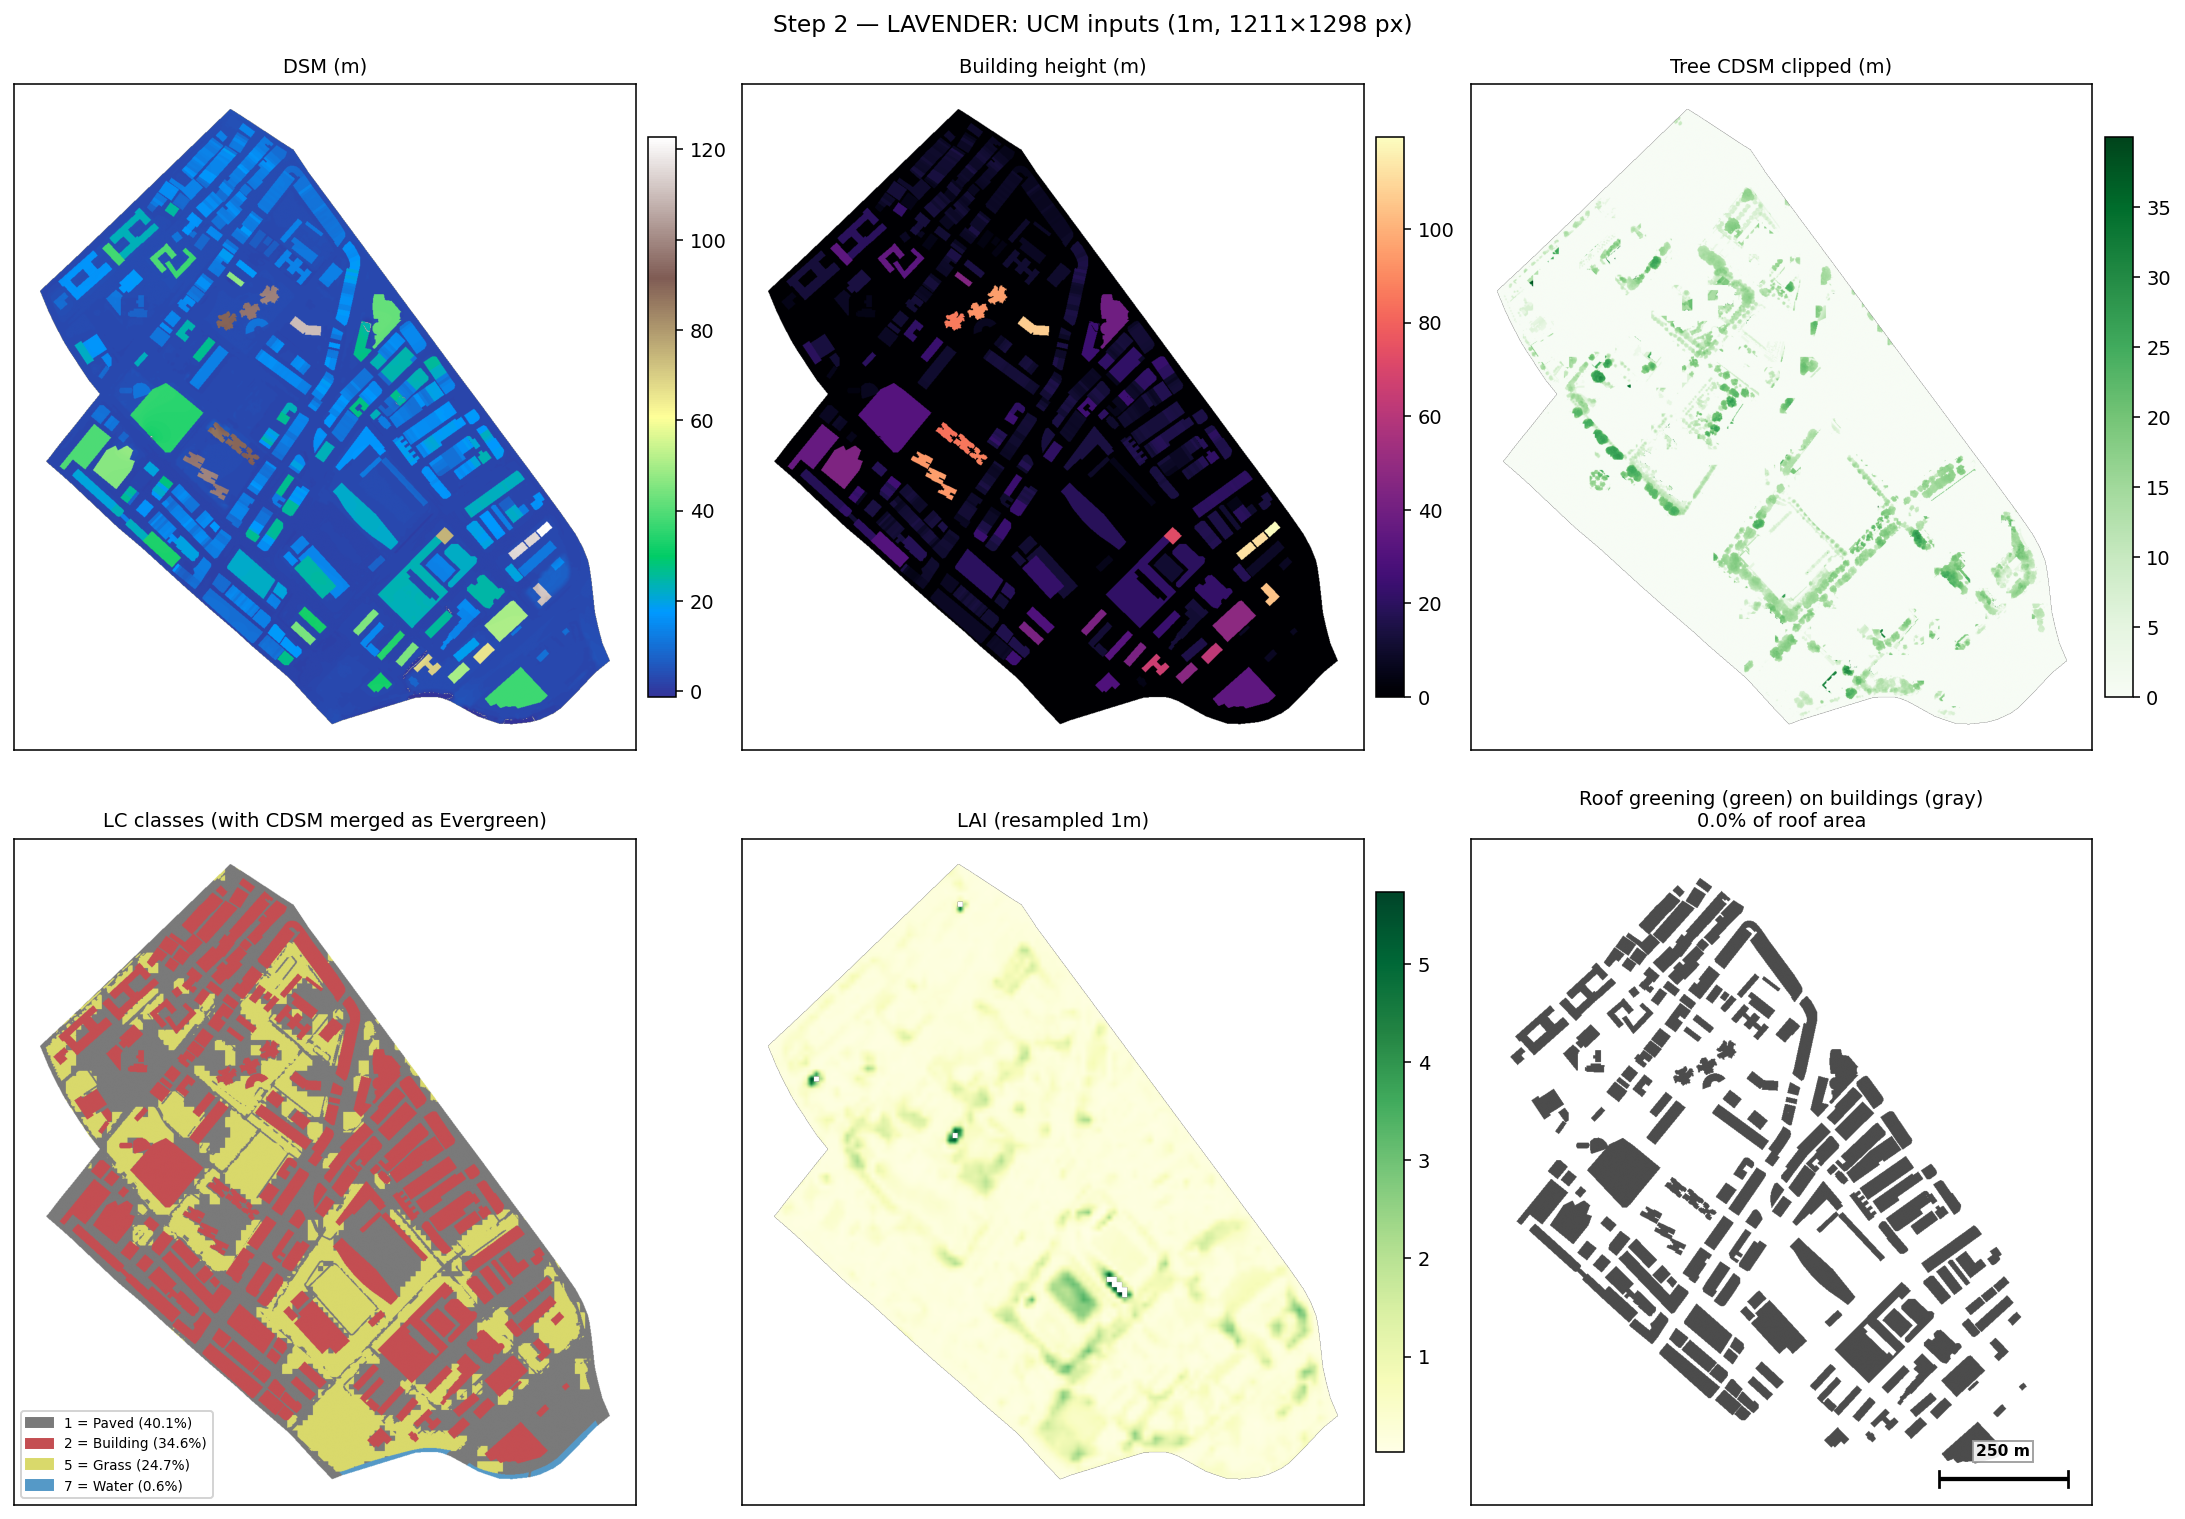 Step 2 — LAVENDER: UCM inputs (1m, 1211×1298 px)
DSM (m)
120
100
80
60
40
20
0
Building height (m)
100
80
60
40
20
0
Tree CDSM clipped (m)
35
30
25
20
15
10
5
0
LC classes (with CDSM merged as Evergreen)
1 = Paved (40.1%)
2 = Building (34.6%)
5 = Grass (24.7%)
7 = Water (0.6%)
LAI (resampled 1m)
5
4
3
2
1
Roof greening (green) on buildings (gray)
0.0% of roof area
250 m